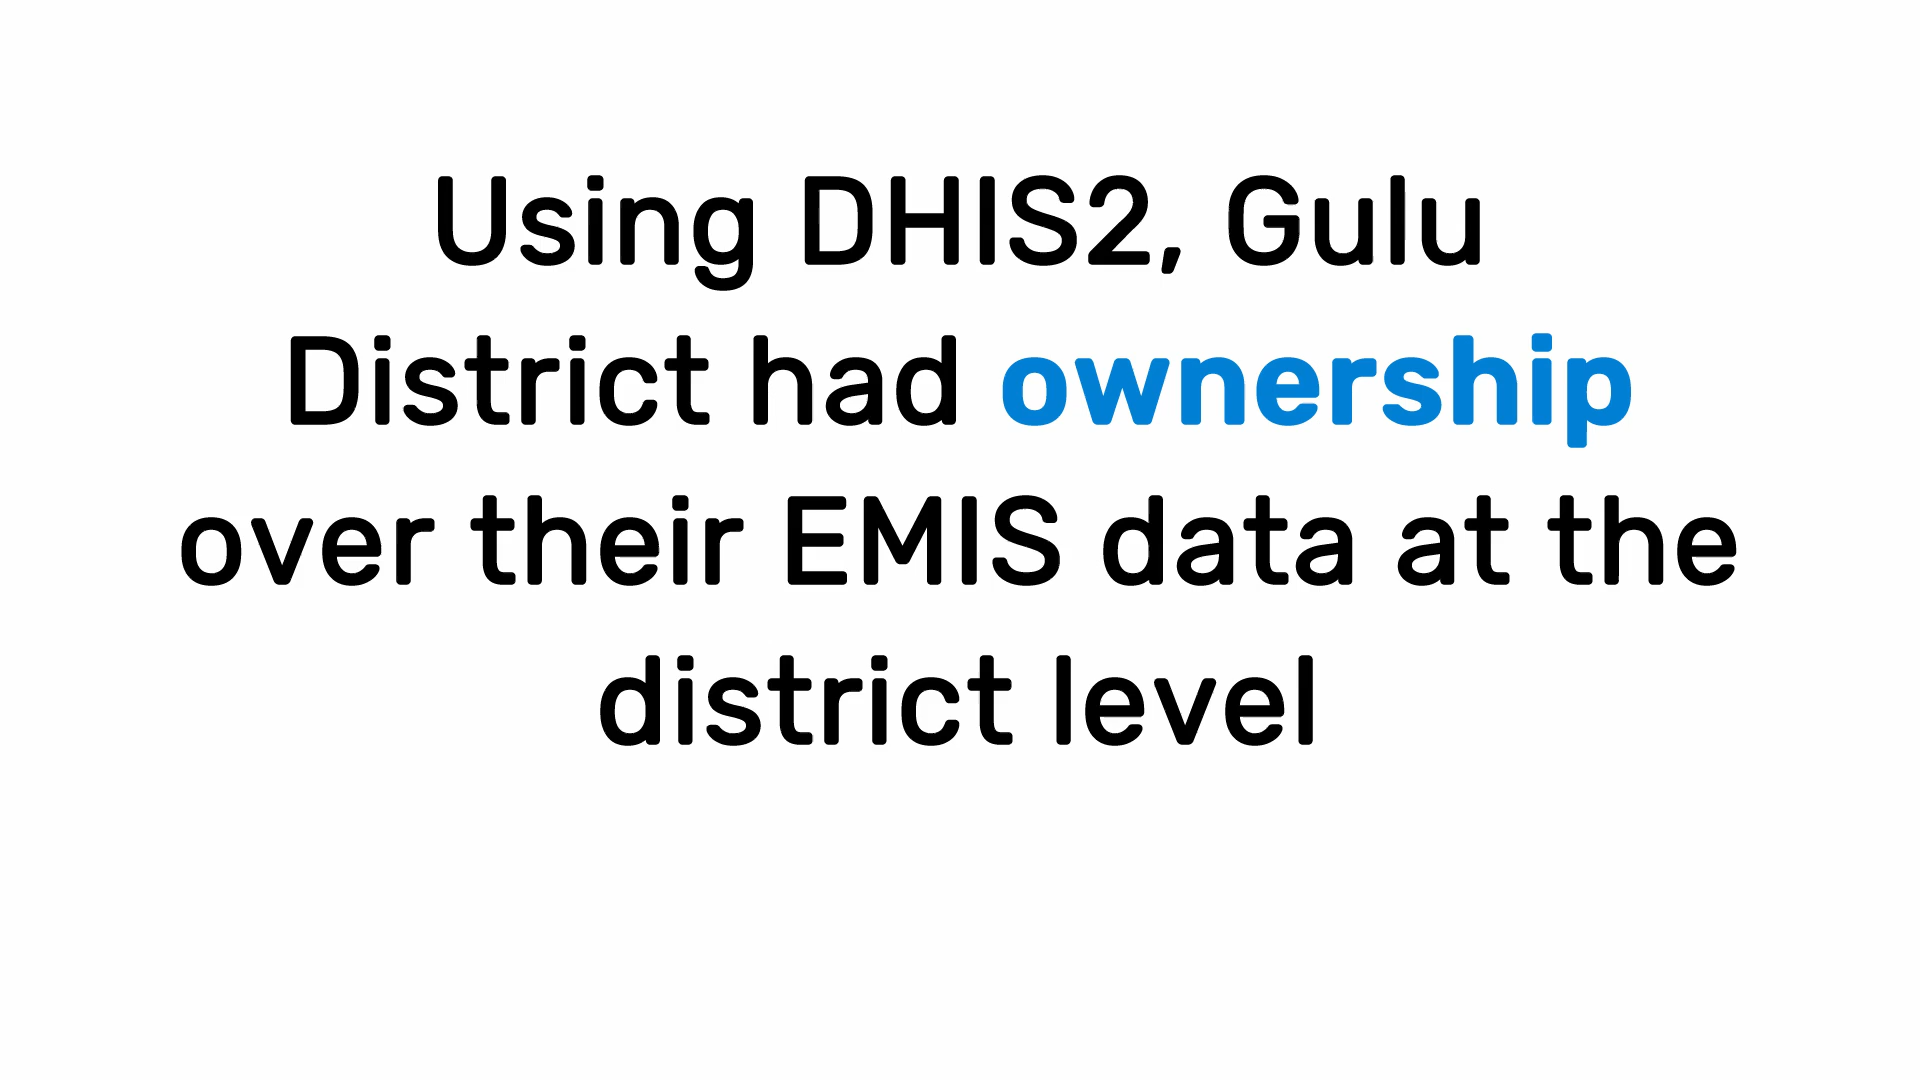 Using DHIS2, Gulu
District had ownership
over their EMIS data at the
district level